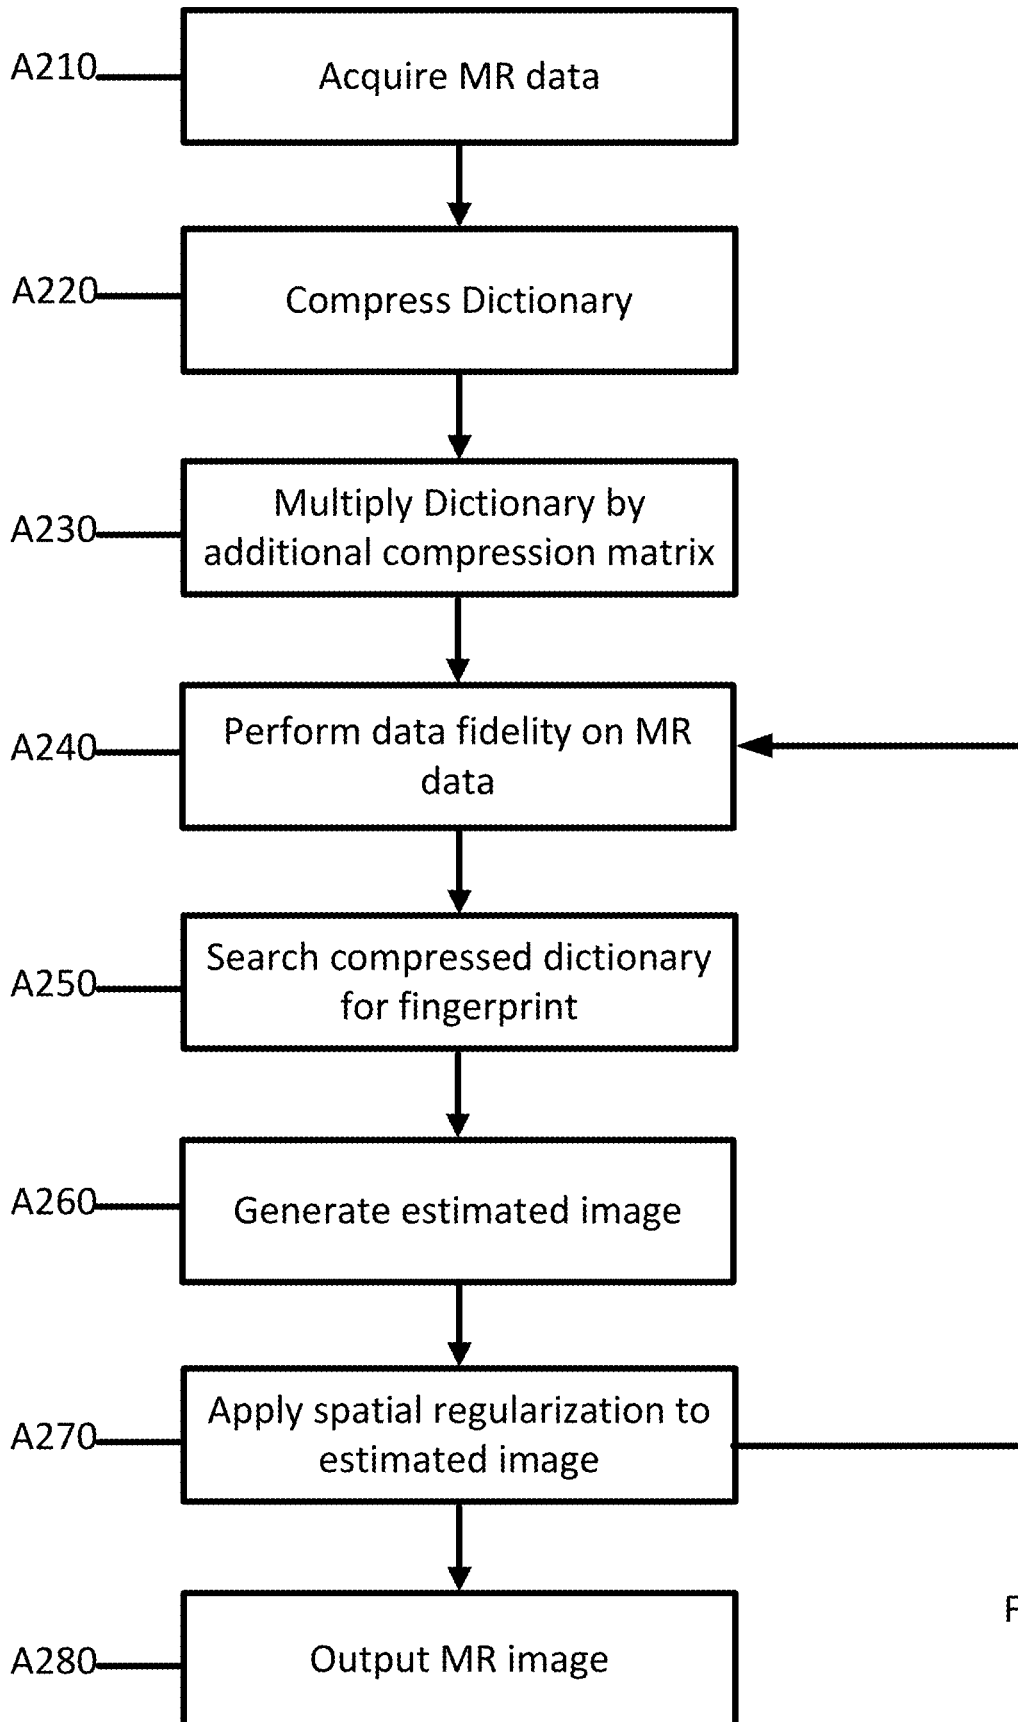 A210
Acquire MR data
A220
Compress Dictionary
A230
Multiply Dictionary by
additional compression matrix
A240
Perform data fidelity on MR
data
A250
Search compressed dictionary
for fingerprint
A260
Generate estimated image
A270
Apply spatial regularization to
estimated image
F
A280
Output MR image